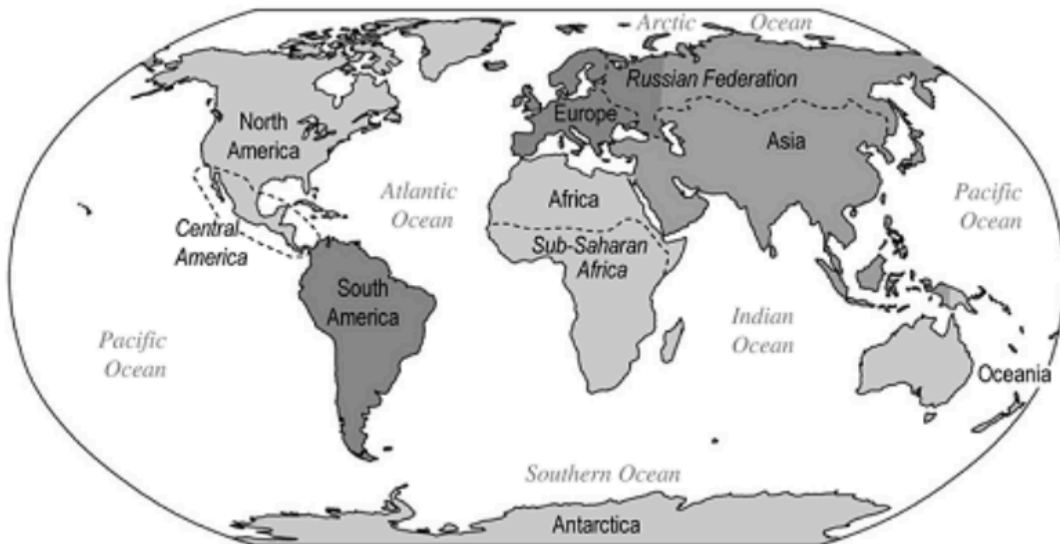 Arctic Ocean
Russian Federation
North
America
Europe
Asia
Atlantic
Ocean
Pacific
Ocean
Africa
Central
America
Sub-Saharan
Africa
South
America
Indian
Ocean
Pacific
Ocean
Oceania
Southern Ocean
Antarctica